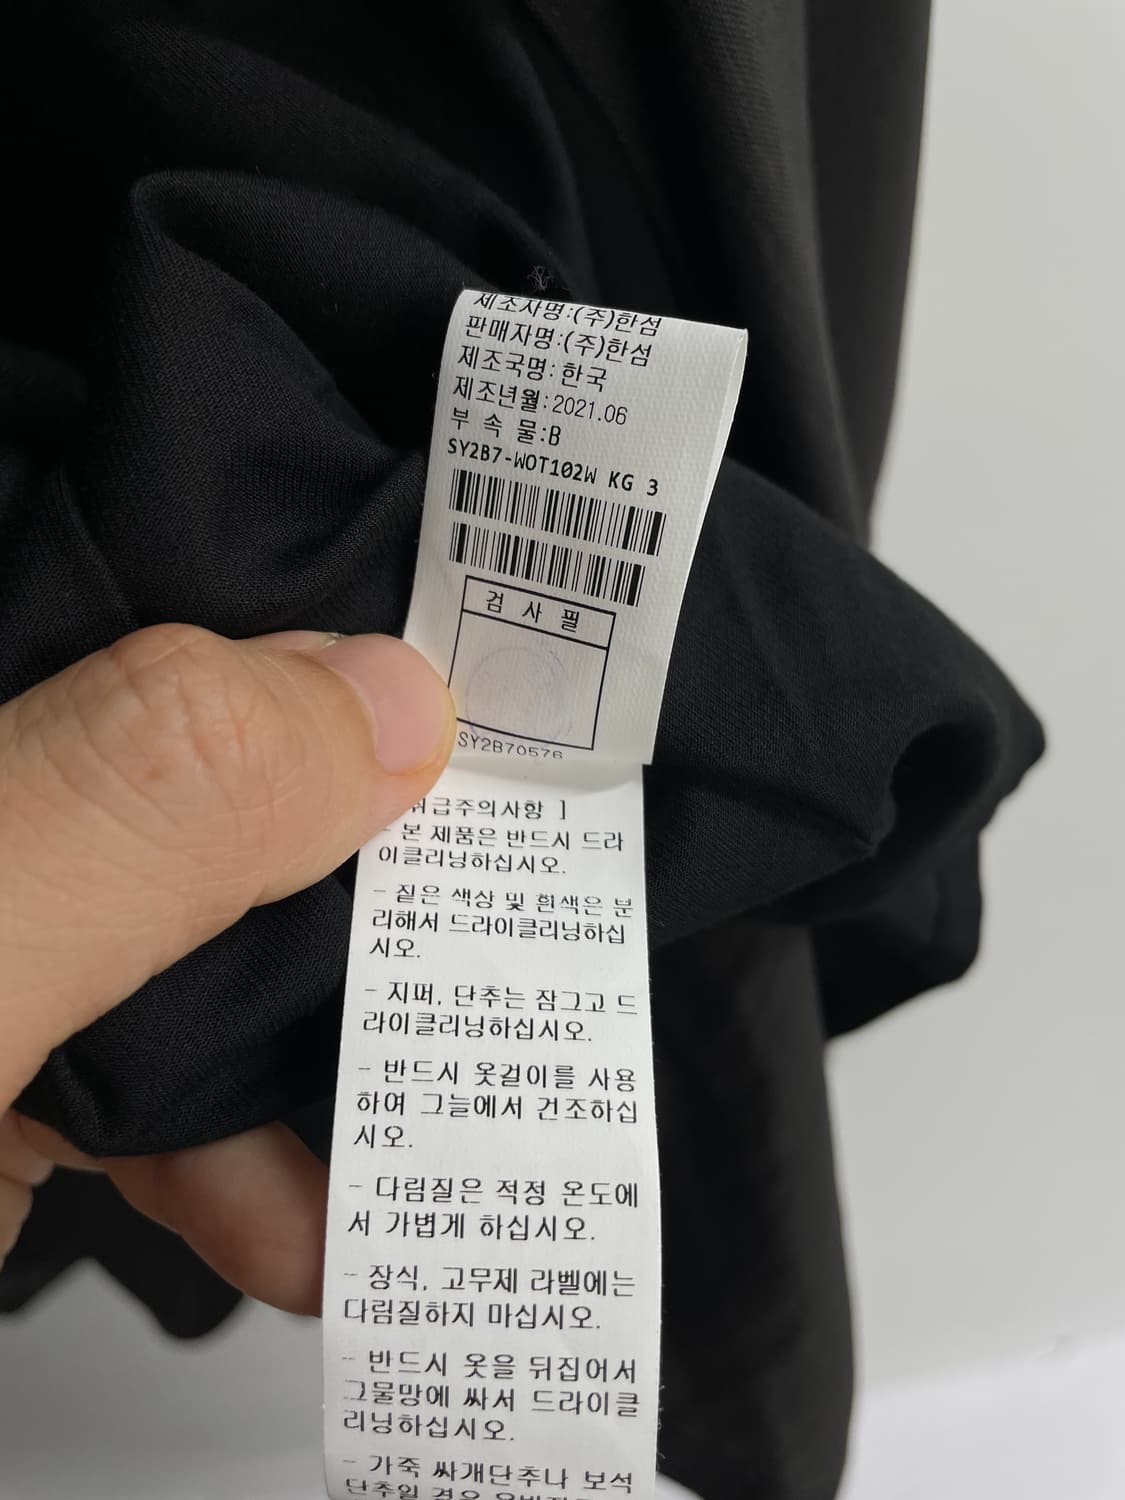 제조자명:(주)한섬
판매자명:(주)한섬
제조국명:한국
제조년월:2021.06
부 속 물:B
SY2B7-WOT102W KG 3
검 사 필
SY2B70576
취급주의사항 ]
- 본 제품은 반드시 드라
이클리닝하십시오.
- 짙은 색상 및 흰색은 분
리해서 드라이클리닝하십
시오.
- 지퍼, 단추는 잠그고 드
라이클리닝하십시오.
- 반드시 옷걸이를 사용
하여 그늘에서 건조하십
시오.
- 다림질은 적정 온도에
서 가볍게 하십시오.
- 장식, 고무제 라벨에는
다림질하지 마십시오.
- 반드시 옷을 뒤집어서
그물망에 싸서 드라이클
리닝하십시오.
- 가죽 싸개단추나 보석
단추일 경우